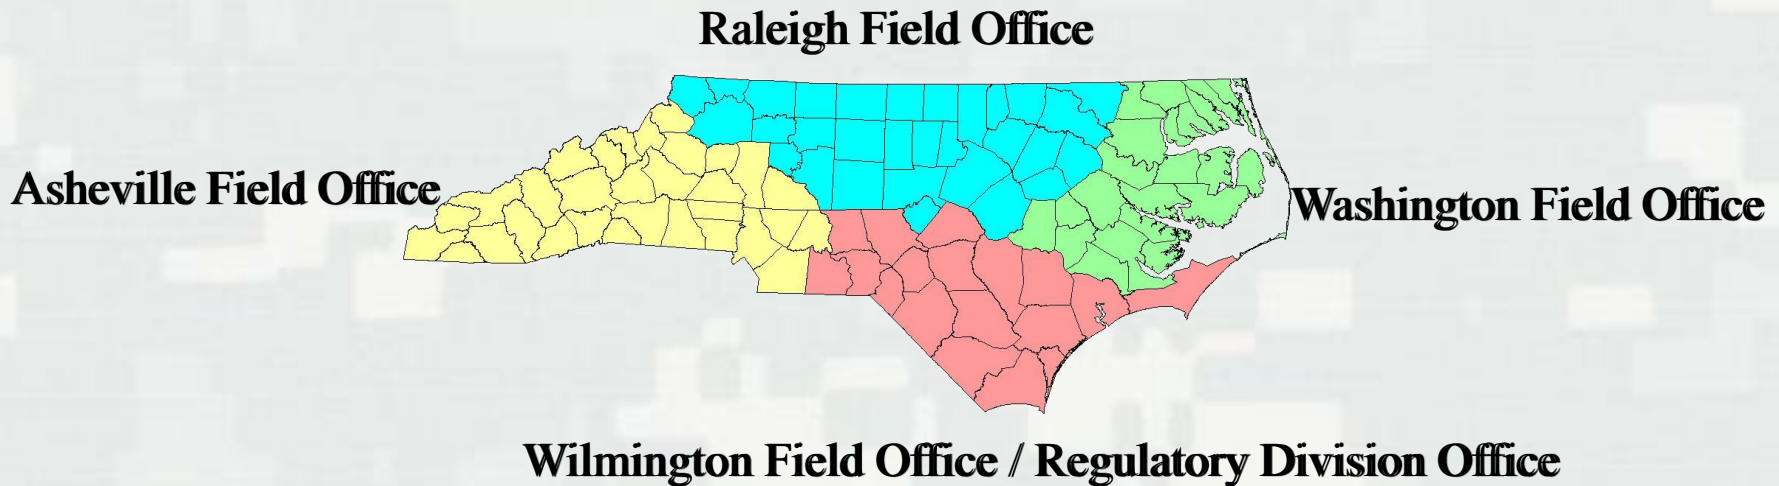 Raleigh Field Office
Asheville Field Office
Washington Field Office
Wilmington Field Office / Regulatory Division Office